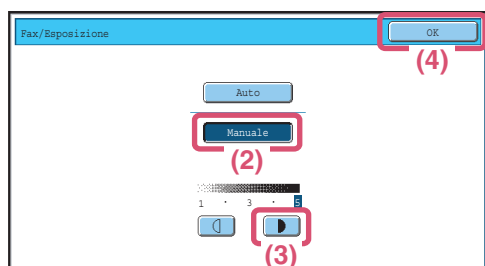 Fax/Esposizione
OK
(4)
Auto
Manuale
(2)
1 · 3 · 5
(3)